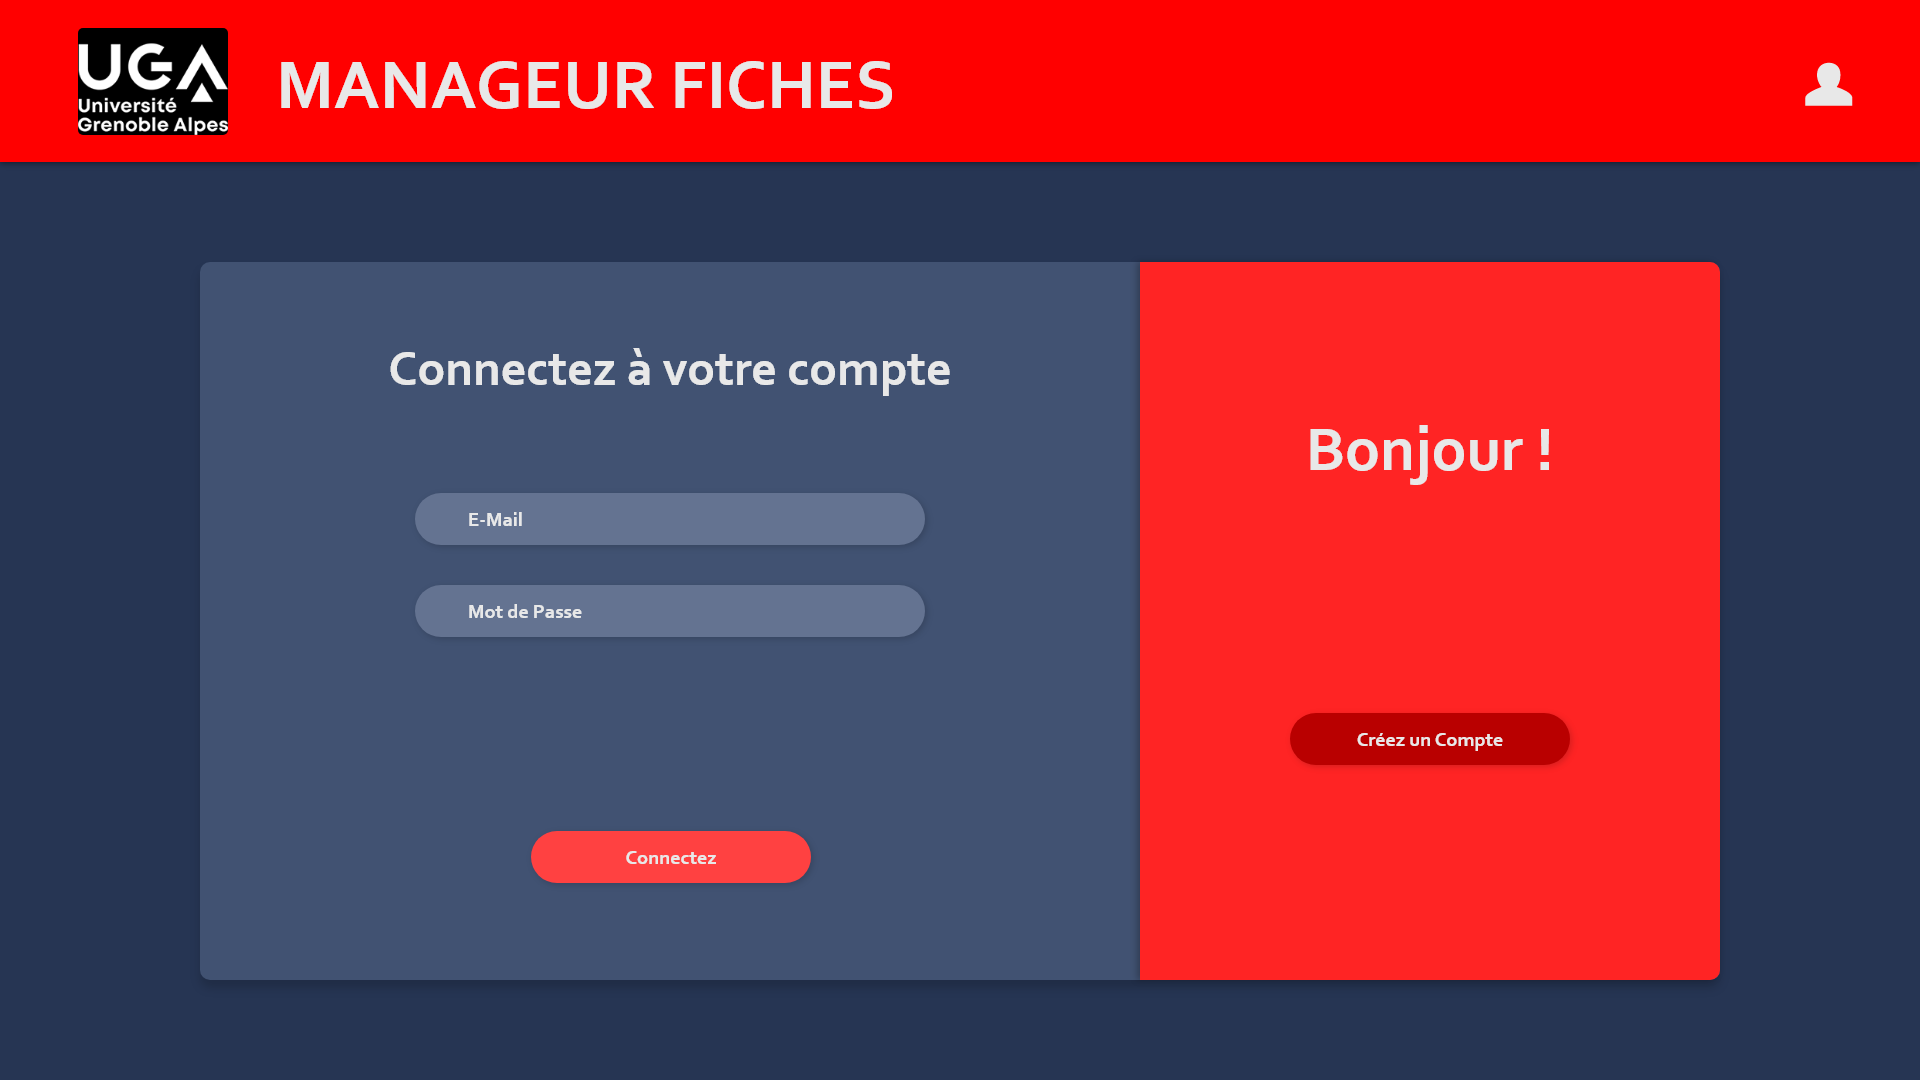 UGA
Université
Grenoble Alpes
MANAGEUR FICHES
Connectez à votre compte
E-Mail
Mot de Passe
Connectez
Bonjour !
Créez un Compte